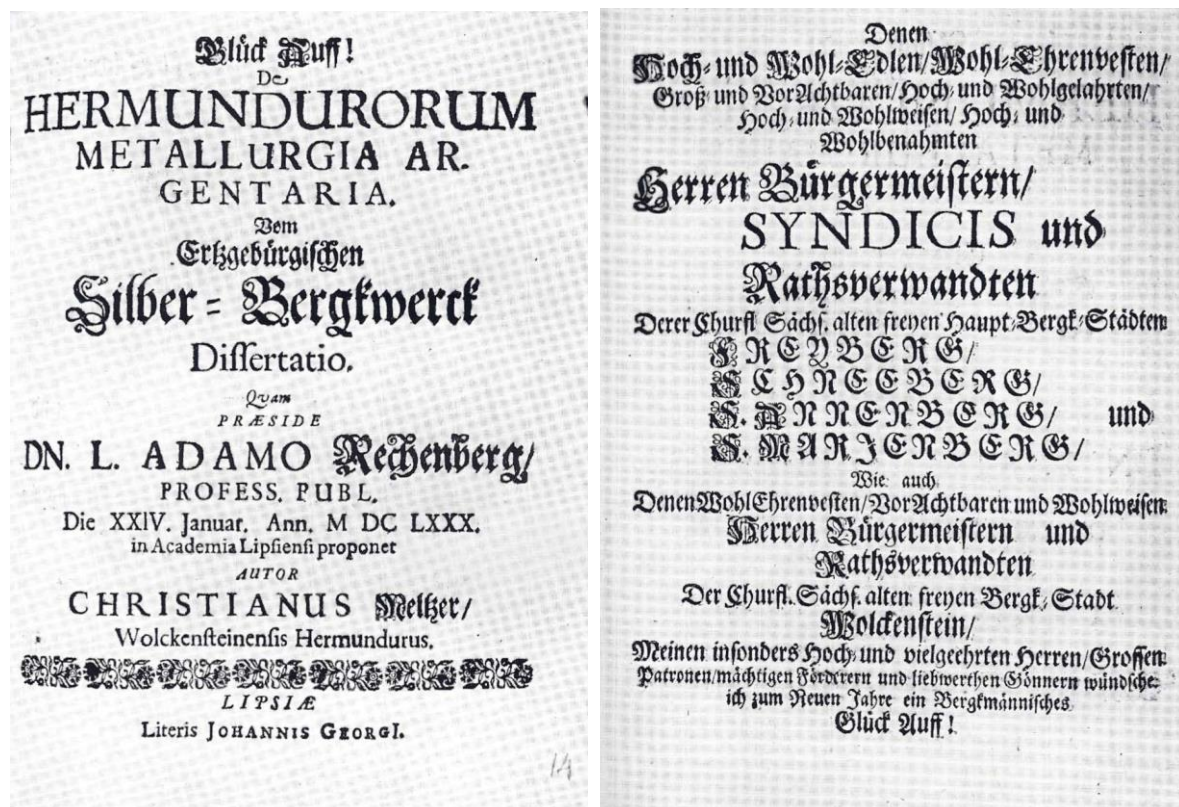 Glück Auff!
De
HERMUNDURORUM
METALLURGIA AR-
GENTARIA.
Vom
Ertzgebürgischen
Silber-Bergkwerck
Dissertatio.
Quam
PRÆSIDE
DN. L. ADAMO Rechenberg/
PROFESS. PUBL.
Die XXIV. Januar. Ann. M DC LXXX.
in Academia Lipsiensi proponet
AUTOR
CHRISTIANUS Meltzer/
Wolckensteinensis Hermundurus.
LIPSIÆ
Literis JOHANNIS GEORGI.
14
Denen
Hoch- und Wohl-Edlen/Wohl-Ehrenvesten/
Groß- und VorAchtbaren/Hoch- und Wohlgelahrten/
Hoch- und Wohlweisen/Hoch- und
Wohlbenahmten
Herren Bürgermeistern/
SYNDICIS und
Rathsverwandten
Derer Churfl. Sächs. alten freyen Haupt-Bergk-Städten
FREYBERG/
SCHNEEBERG/
S. ANNENBERG/ und
S. MARIENBERG/
Wie auch
Denen WohlEhrenvesten/VorAchtbaren und Wohlweisen
Herren Bürgermeistern und
Rathsverwandten
Der Churfl. Sächs. alten freyen Bergk-Stadt
Wolckenstein/
Meinen insonders Hoch- und vielgeehrten Herren/Grossen
Patronen/mächtigen Förderern und liebwerthen Gönnern wündsche
ich zum Neuen Jahre ein Bergkmännisches
Glück Auff!